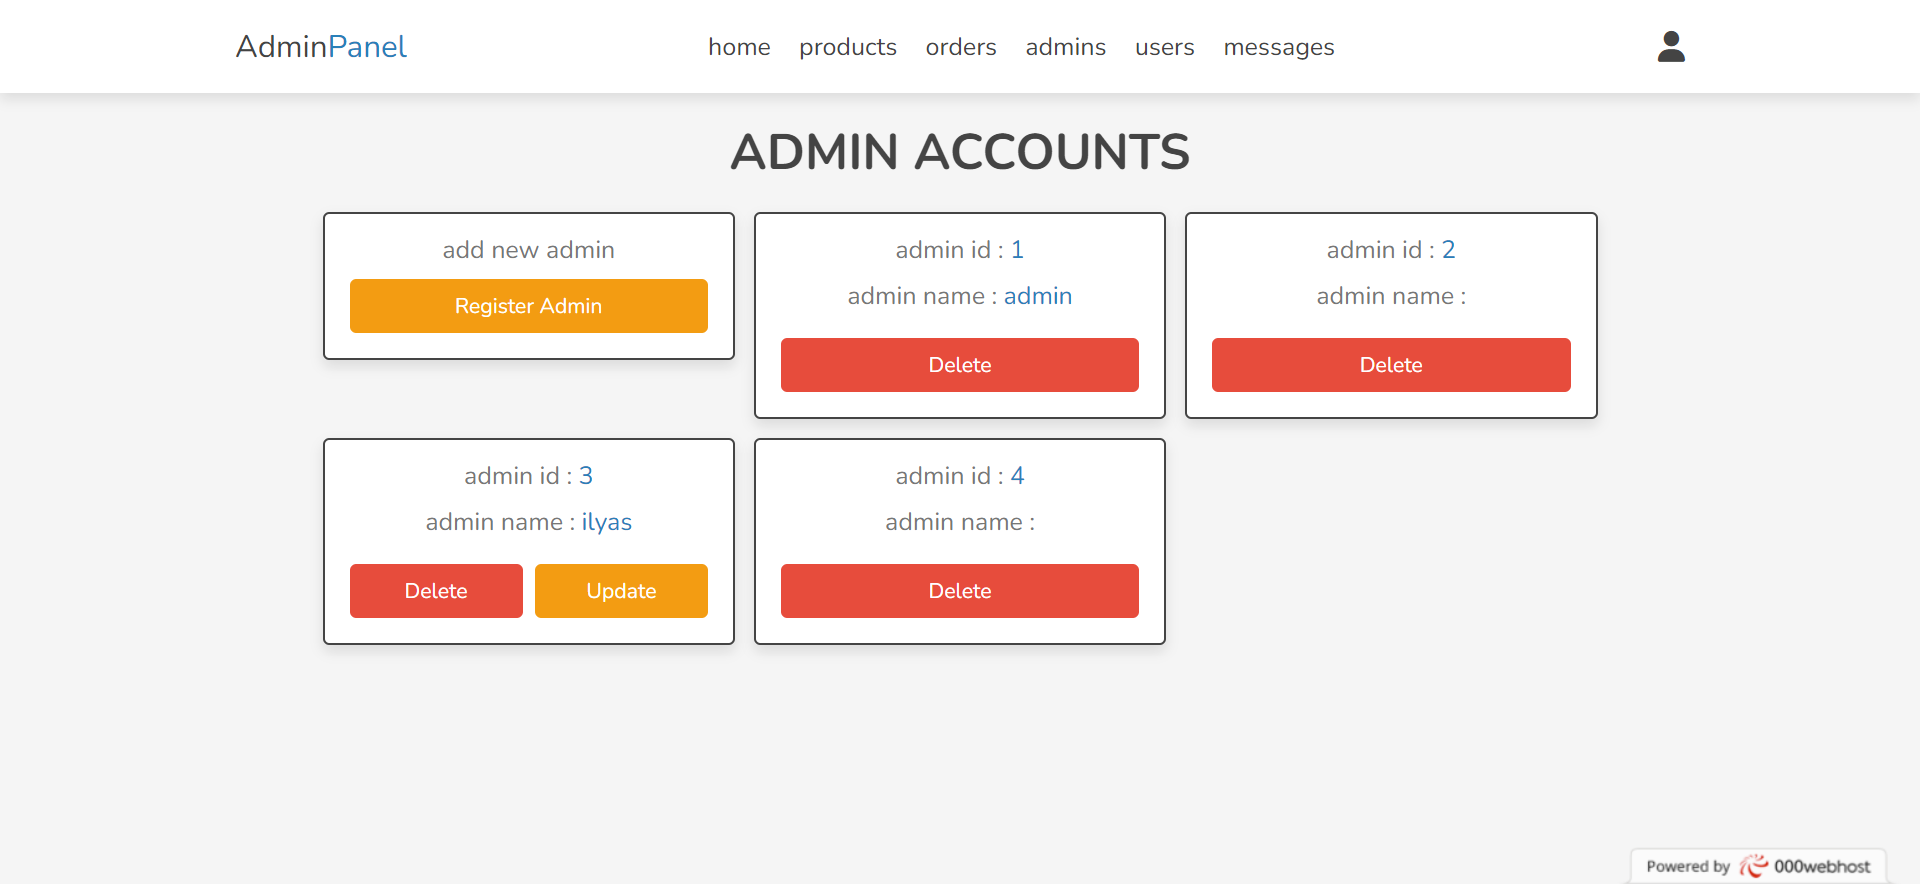 AdminPanel
home products orders admins users messages
ADMIN ACCOUNTS
add new admin
Register Admin
admin id : 1
admin name : admin
Delete
admin id : 2
admin name :
Delete
admin id : 3
admin name : ilyas
Delete Update
admin id : 4
admin name :
Delete
Powered by 000webhost